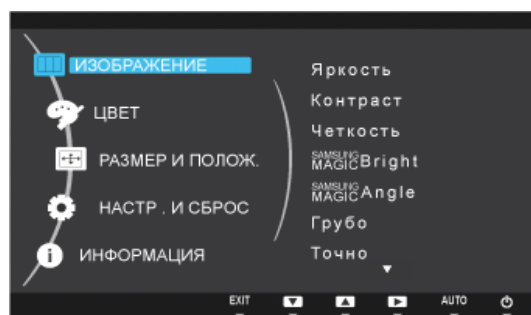 ИЗОБРАЖЕНИЕ
ЦВЕТ
РАЗМЕР И ПОЛОЖ.
НАСТР . И СБРОС
ИНФОРМАЦИЯ
Яркость
Контраст
Четкость
SAMSUNG MAGIC Bright
SAMSUNG MAGIC Angle
Грубо
Точно
EXIT AUTO